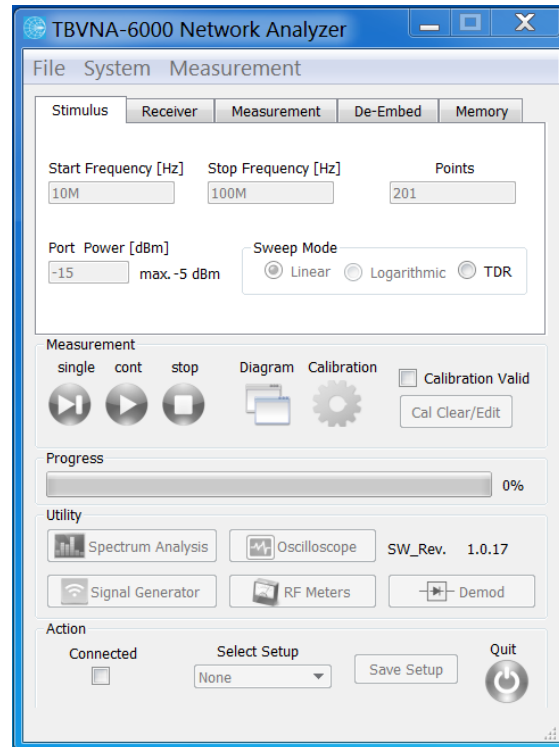 TBVNA-6000 Network Analyzer
File System Measurement
Stimulus Receiver Measurement De-Embed Memory
Start Frequency [Hz] Stop Frequency [Hz] Points
10M 100M 201
Port Power [dBm] Sweep Mode
-15 max. -5 dBm Linear Logarithmic TDR
Measurement
single cont stop Diagram Calibration
Calibration Valid
Cal Clear/Edit
Progress
0%
Utility
Spectrum Analysis Oscilloscope SW_Rev. 1.0.17
Signal Generator RF Meters Demod
Action
Connected Select Setup Quit
None Save Setup